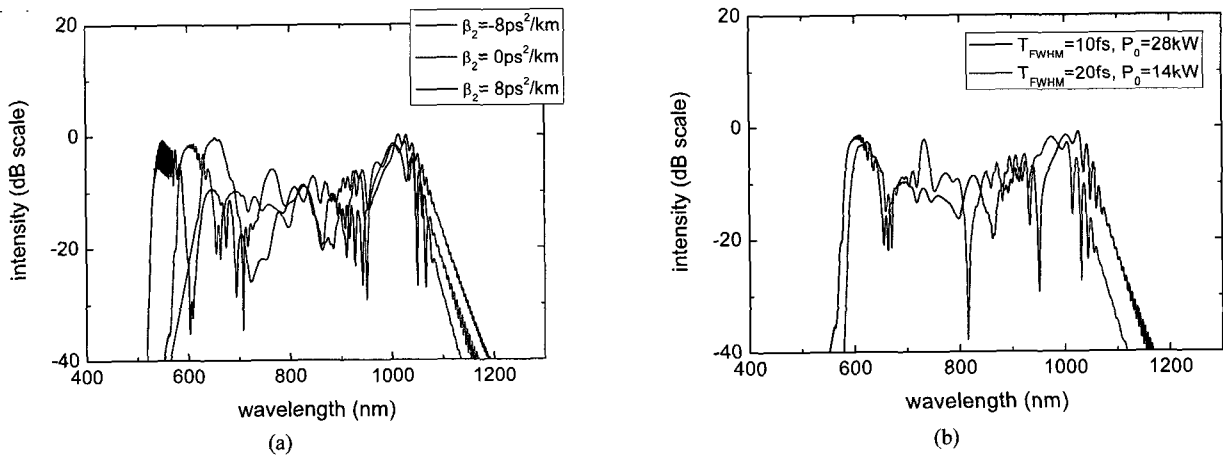 20
0
-20
-40
400
600
800
1000
1200
intensity (dB scale)
wavelength (nm)
β₂=-8ps²/km
β₂= 0ps²/km
β₂= 8ps²/km
(a)
20
0
-20
-40
400
600
800
1000
1200
intensity (dB scale)
wavelength (nm)
T_FWHM=10fs, P₀=28kW
T_FWHM=20fs, P₀=14kW
(b)